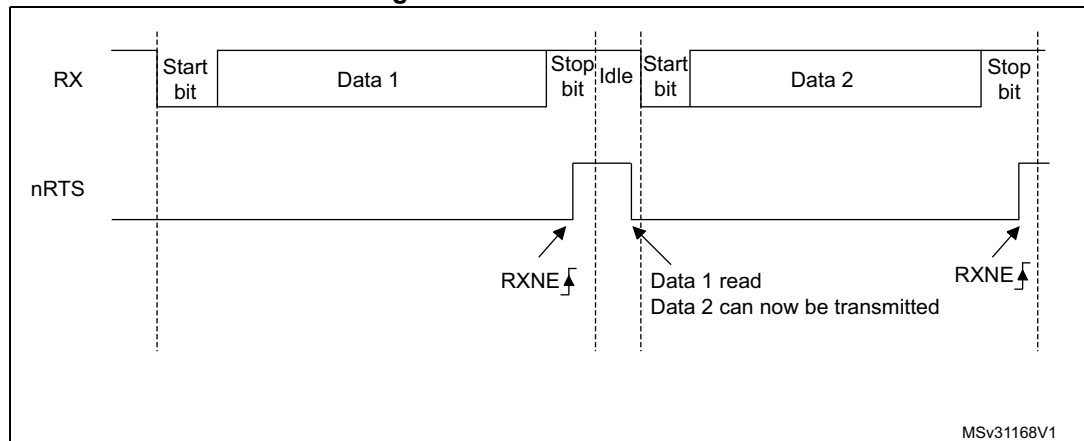 RX
Start bit
Data 1
Stop bit
Idle
Start bit
Data 2
Stop bit
nRTS
RXNE
Data 1 read
Data 2 can now be transmitted
RXNE
MSv31168V1